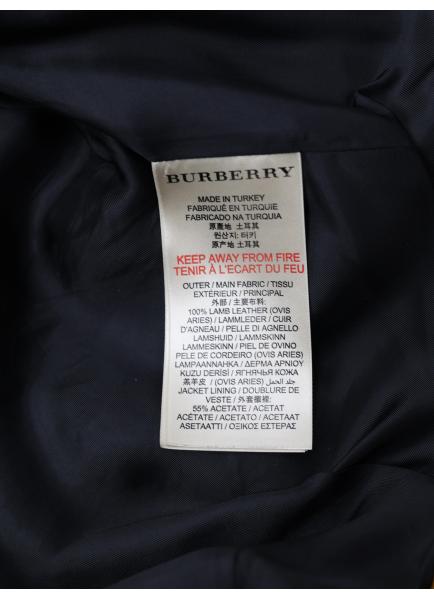 BURBERRY
MADE IN TURKEY
FABRIQUÉ EN TURQUIE
FABRICADO NA TURQUIA
原產地 土耳其
원산지: 터키
原产地 土耳其
KEEP AWAY FROM FIRE
TENIR À L'ECART DU FEU
OUTER / MAIN FABRIC / TISSU
EXTÉRIEUR / PRINCIPAL
外部 / 主要布料:
100% LAMB LEATHER (OVIS
ARIES) / LAMMLEDER / CUIR
D'AGNEAU / PELLE DI AGNELLO
LAMSHUID / LAMMSKINN
LAMMESKINN / PIEL DE OVINO
PELE DE CORDEIRO (OVIS ARIES)
LAMPAANNAHKA / ΔΕΡΜΑ ΑΡΝΙΟΥ
KUZU DERİSİ / ЯГНЯЧЬЯ КОЖА
羔羊皮 / (OVIS ARIES) جلد الحمل
JACKET LINING / DOUBLURE DE
VESTE / 外套襯裡:
55% ACETATE / ACETAT
ACÉTATE / ACETATO / ACETAAT
ASETAATTI / ΟΞΙΚΟΣ ΕΣΤΕΡΑΣ